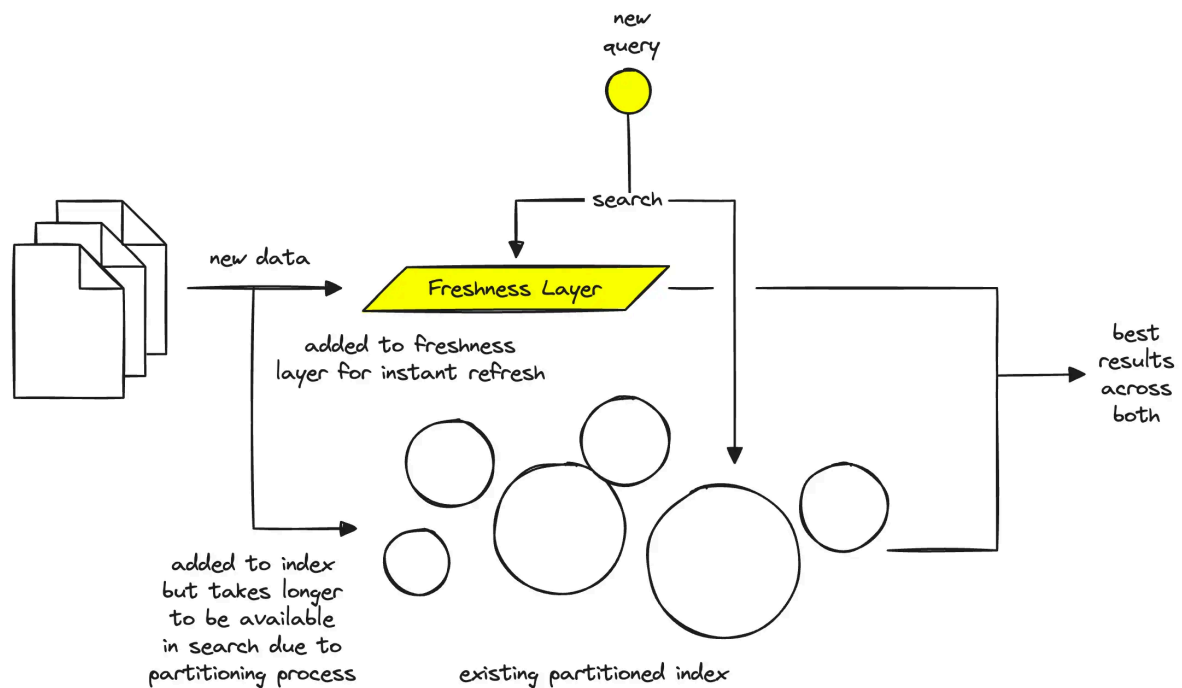 new
query
search
new data
Freshness Layer
added to freshness
layer for instant refresh
best
results
across
both
added to index
but takes longer
to be available
in search due to
partitioning process
existing partitioned index